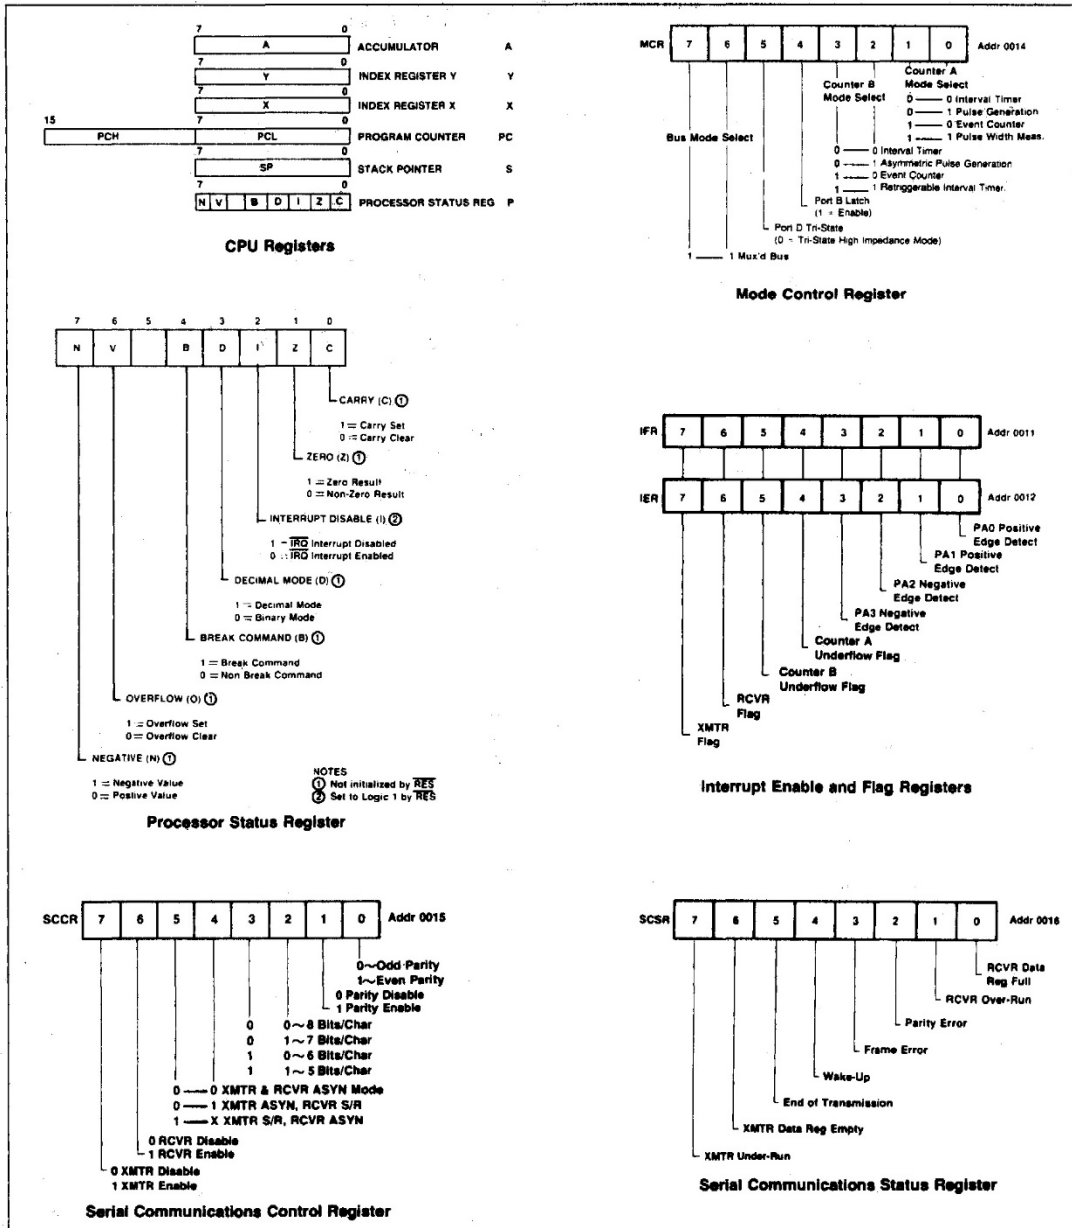 7 0
A ACCUMULATOR A
7 0
Y INDEX REGISTER Y Y
7 0
X INDEX REGISTER X X
15 7 0
PCH PCL PROGRAM COUNTER PC
7 0
SP STACK POINTER S
7 0
N V B D I Z C PROCESSOR STATUS REG P
CPU Registers
MCR 7 6 5 4 3 2 1 0 Addr 0014
Counter A
Mode Select
0 — 0 Interval Timer
0 — 1 Pulse Generation
1 — 0 Event Counter
1 — 1 Pulse Width Meas.
Counter B
Mode Select
0 — 0 Interval Timer
0 — 1 Asymmetric Pulse Generation
1 — 0 Event Counter
1 — 1 Retriggerable Interval Timer.
Bus Mode Select
Port B Latch
(1 = Enable)
Port D Tri-State
(0 = Tri-State High Impedance Mode)
1 — 1 Mux'd Bus
Mode Control Register
7 6 5 4 3 2 1 0
N V B D I Z C
CARRY (C) ①
1 = Carry Set
0 = Carry Clear
ZERO (Z) ①
1 = Zero Result
0 = Non-Zero Result
INTERRUPT DISABLE (I) ②
1 = IRQ Interrupt Disabled
0 = IRQ Interrupt Enabled
DECIMAL MODE (D) ①
1 = Decimal Mode
0 = Binary Mode
BREAK COMMAND (B) ①
1 = Break Command
0 = Non Break Command
OVERFLOW (O) ①
1 = Overflow Set
0 = Overflow Clear
NEGATIVE (N) ①
1 = Negative Value
0 = Postive Value
NOTES
① Not initialized by RES
② Set to Logic 1 by RES
Processor Status Register
IFR 7 6 5 4 3 2 1 0 Addr 0011
IER 7 6 5 4 3 2 1 0 Addr 0012
PA0 Positive
Edge Detect
PA1 Positive
Edge Detect
PA2 Negative
Edge Detect
PA3 Negative
Edge Detect
Counter A
Underflow Flag
Counter B
Underflow Flag
RCVR
Flag
XMTR
Flag
Interrupt Enable and Flag Registers
SCCR 7 6 5 4 3 2 1 0 Addr 0015
0~Odd Parity
1~Even Parity
0 Parity Disable
1 Parity Enable
0 0~8 Bits/Char
0 1~7 Bits/Char
1 0~6 Bits/Char
1 1~5 Bits/Char
0 — 0 XMTR & RCVR ASYN Mode
0 — 1 XMTR ASYN, RCVR S/R
1 — X XMTR S/R, RCVR ASYN
0 RCVR Disable
1 RCVR Enable
0 XMTR Disable
1 XMTR Enable
Serial Communications Control Register
SCSR 7 6 5 4 3 2 1 0 Addr 0016
RCVR Data
Reg Full
RCVR Over-Run
Parity Error
Frame Error
Wake-Up
End of Transmission
XMTR Data Reg Empty
XMTR Under-Run
Serial Communications Status Register